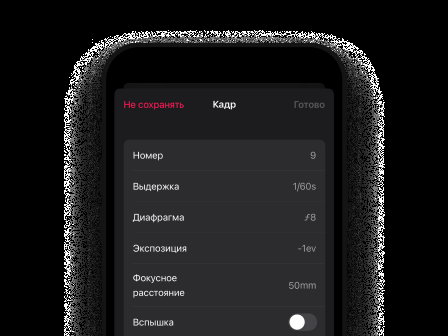 Не сохранять Кадр Готово
Номер 9
Выдержка 1/60s
Диафрагма ƒ8
Экспозиция -1ev
Фокусное
расстояние 50mm
Вспышка